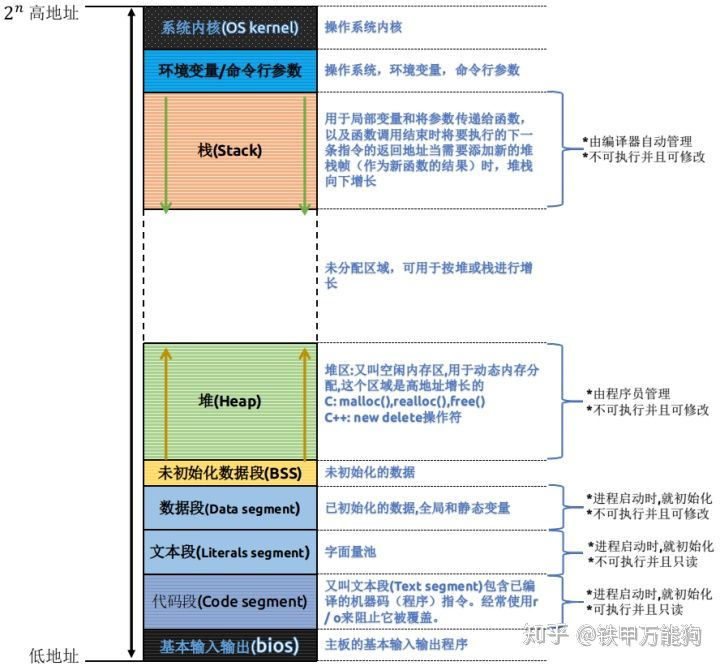 2ⁿ 高地址
系统内核(OS kernel)
操作系统内核
环境变量/命令行参数
操作系统，环境变量，命令行参数
栈(Stack)
用于局部变量和将参数传递给函数，
以及函数调用结束时将要执行的下一
条指令的返回地址当需要添加新的堆
栈帧（作为新函数的结果）时，堆栈
向下增长
*由编译器自动管理
*不可执行并且可修改
未分配区域，可用于按堆或栈进行增
长
堆(Heap)
堆区:又叫空闲内存区,用于动态内存分
配,这个区域是高地址增长的
C: malloc(),realloc(),free()
C++: new delete操作符
*由程序员管理
*不可执行并且可修改
未初始化数据段(BSS)
未初始化的数据
数据段(Data segment)
已初始化的数据,全局和静态变量
*进程启动时,就初始化
*不可执行并且可修改
文本段(Literals segment)
字面量池
*进程启动时,就初始化
*不可执行并且只读
代码段(Code segment)
又叫文本段(Text segment)包含已编
译的机器码（程序）指令。经常使用r
/o来阻止它被覆盖。
*进程启动时,就初始化
*可执行并且只读
基本输入输出(bios)
主板的基本输入输出程序
低地址
知乎 @铁甲万能狗